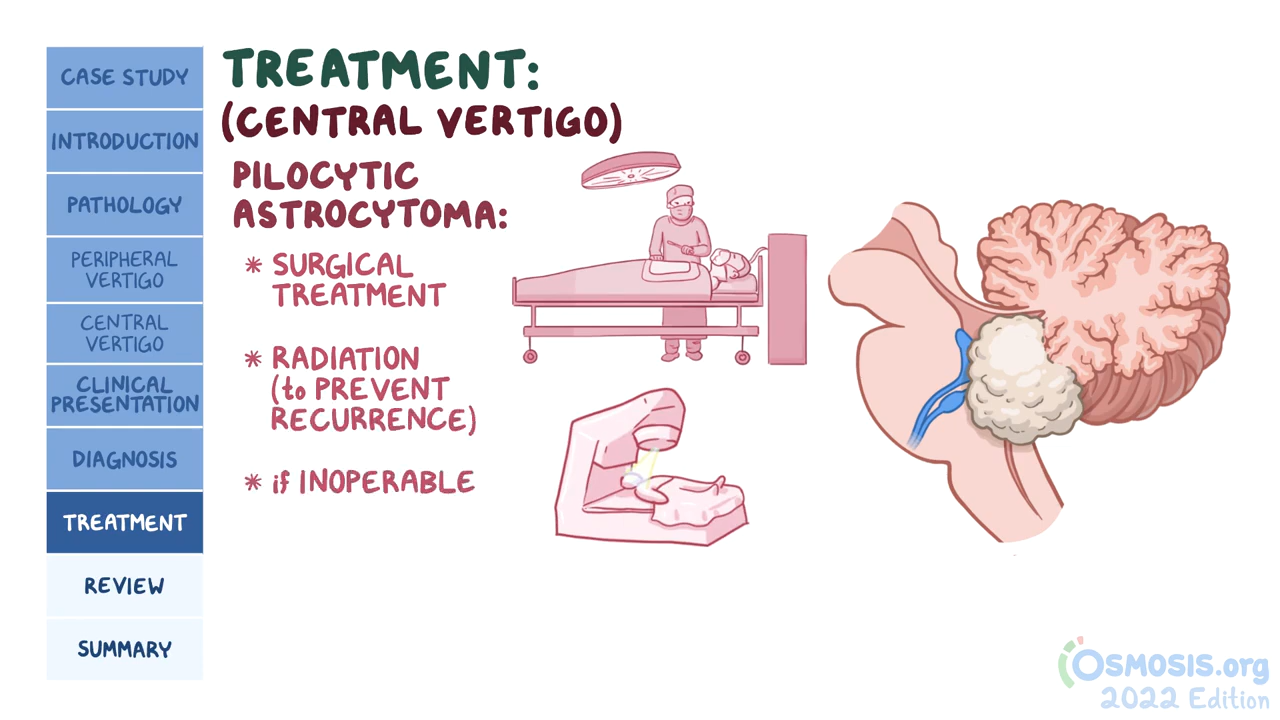 CASE STUDY
INTRODUCTION
PATHOLOGY
PERIPHERAL
VERTIGO
CENTRAL
VERTIGO
CLINICAL
PRESENTATION
DIAGNOSIS
TREATMENT
REVIEW
SUMMARY
TREATMENT:
(CENTRAL VERTIGO)
PILOCYTIC
ASTROCYTOMA:
* SURGICAL
TREATMENT
* RADIATION
(to PREVENT
RECURRENCE)
* if INOPERABLE
OSMOSIS.org
2022 Edition